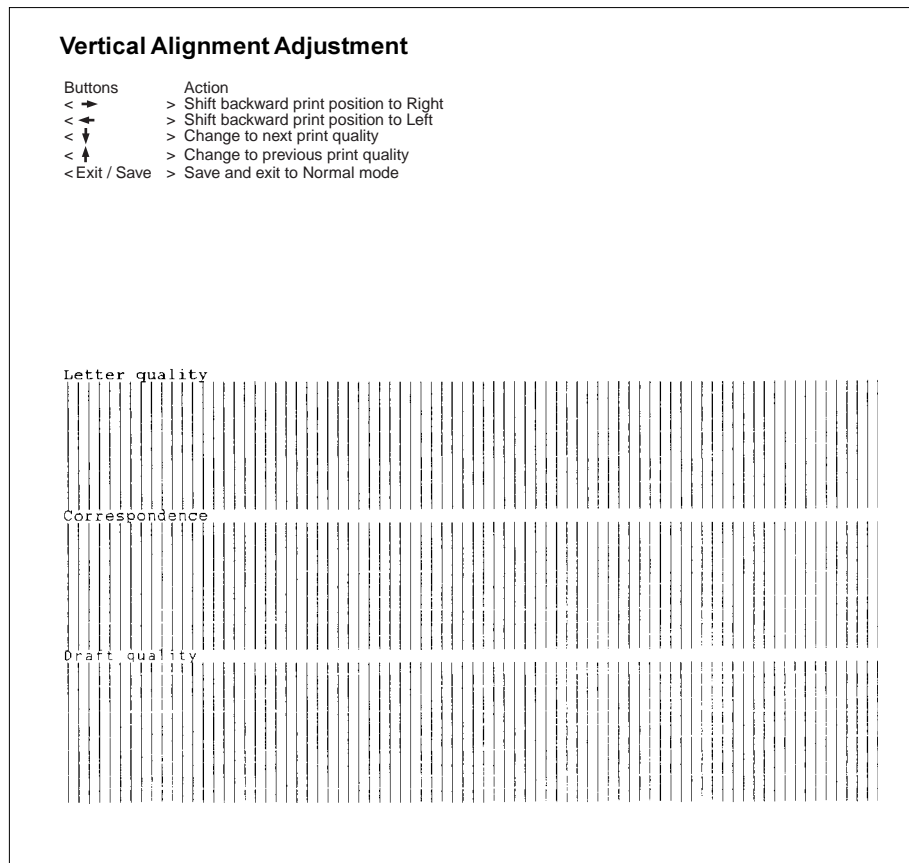 Vertical Alignment Adjustment
Buttons Action
< → > Shift backward print position to Right
< ← > Shift backward print position to Left
< ↓ > Change to next print quality
< ↑ > Change to previous print quality
<Exit / Save > Save and exit to Normal mode
Letter quality
Correspondence
Draft quality